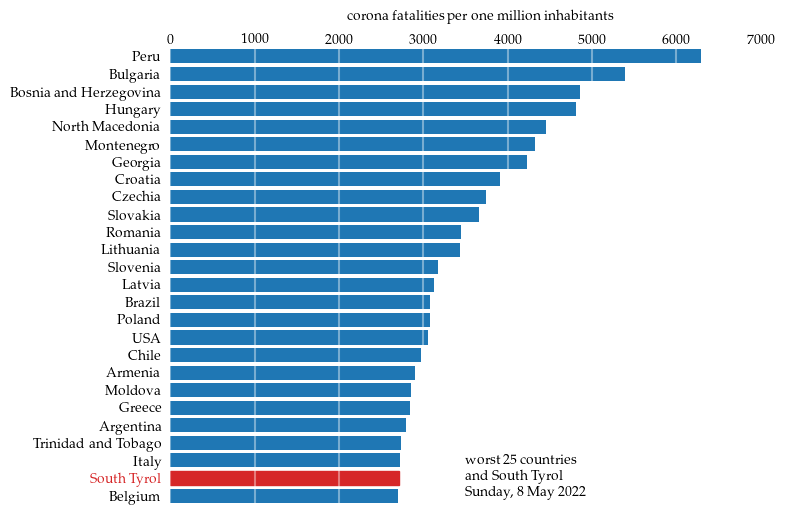 corona fatalities per one million inhabitants
0 1000 2000 3000 4000 5000 6000 7000
Peru
Bulgaria
Bosnia and Herzegovina
Hungary
North Macedonia
Montenegro
Georgia
Croatia
Czechia
Slovakia
Romania
Lithuania
Slovenia
Latvia
Brazil
Poland
USA
Chile
Armenia
Moldova
Greece
Argentina
Trinidad and Tobago
Italy
South Tyrol
Belgium
worst 25 countries
and South Tyrol
Sunday, 8 May 2022